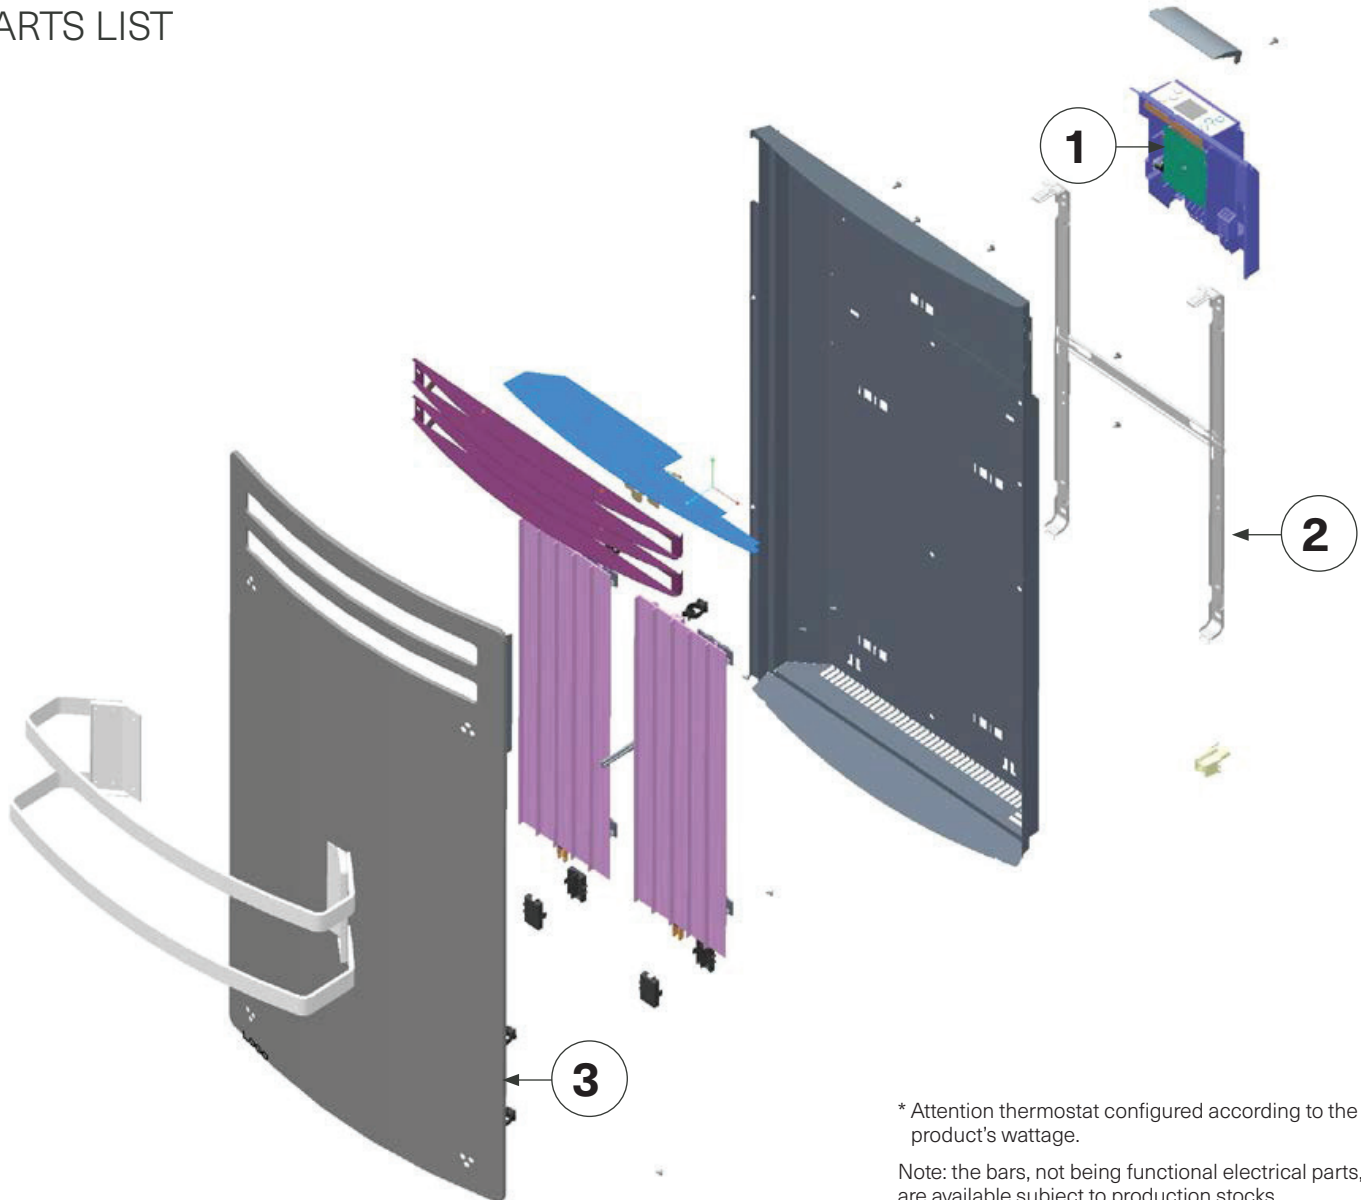 ARTS LIST
1
2
3
Logo
* Attention thermostat configured according to the
product's wattage.
Note: the bars, not being functional electrical parts,
are available subject to production stocks